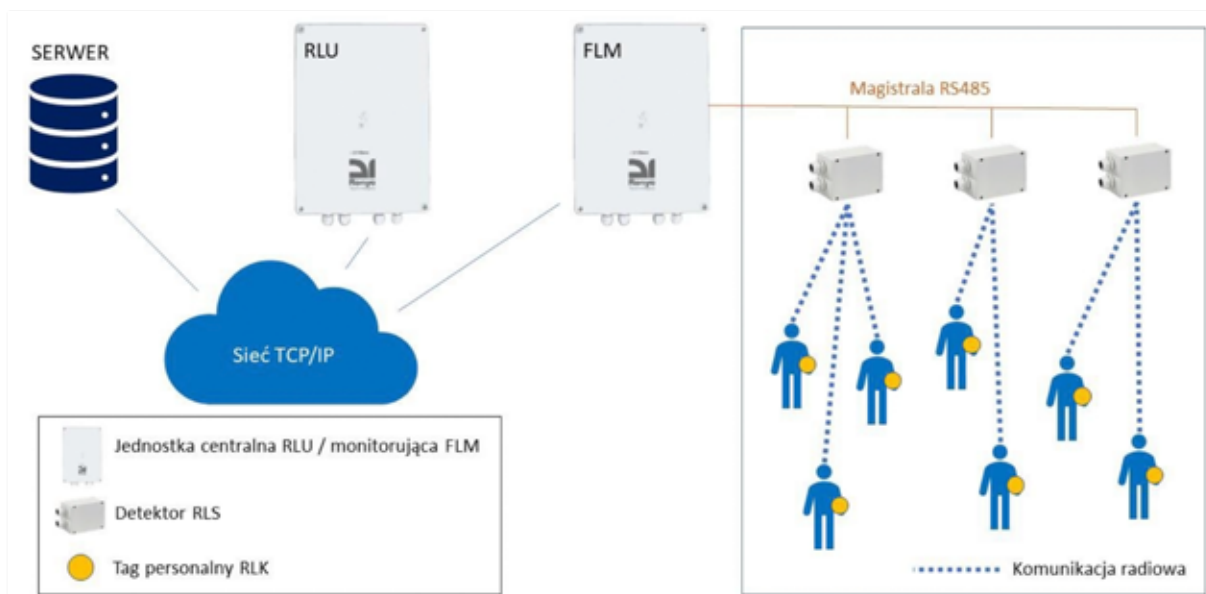 SERWER
RLU
FLM
Magistrala RS485
Sieć TCP/IP
Jednostka centralna RLU / monitorująca FLM
Detektor RLS
Tag personalny RLK
Komunikacja radiowa